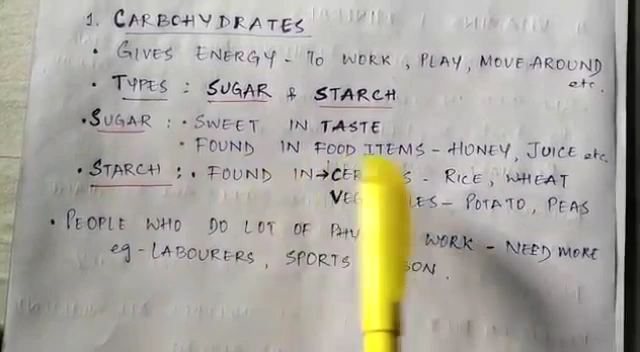 1. CARBOHYDRATES
• GIVES ENERGY - TO WORK, PLAY, MOVE AROUND etc.
• TYPES : SUGAR & STARCH
• SUGAR : • SWEET IN TASTE
• FOUND IN FOOD ITEMS - HONEY, JUICE etc.
• STARCH : • FOUND IN → - RICE, WHEAT
- POTATO, PEAS
• PEOPLE WHO DO LOT OF WORK - NEED MORE
eg - LABOURERS, SPORTS